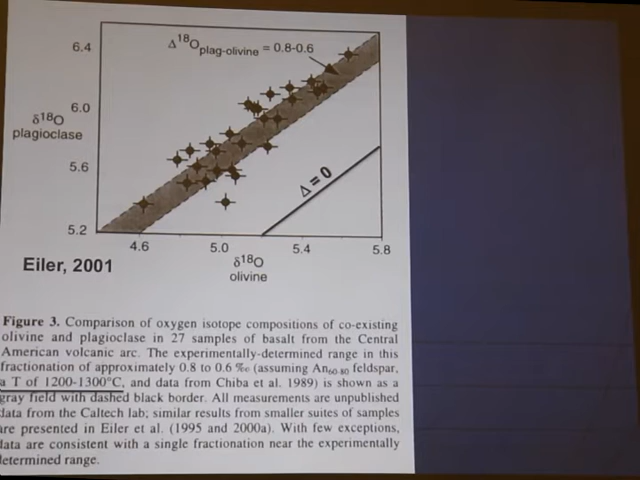 6.4
6.0
5.6
5.2
δ18O
plagioclase
Δ18Oplag-olivine = 0.8-0.6
Δ = 0
4.6 5.0 5.4 5.8
δ18O
olivine
Eiler, 2001
Figure 3. Comparison of oxygen isotope compositions of co-existing
olivine and plagioclase in 27 samples of basalt from the Central
American volcanic arc. The experimentally-determined range in this
fractionation of approximately 0.8 to 0.6 ‰ (assuming An60-80 feldspar,
a T of 1200-1300°C, and data from Chiba et al. 1989) is shown as a
gray field with dashed black border. All measurements are unpublished
data from the Caltech lab; similar results from smaller suites of samples
are presented in Eiler et al. (1995 and 2000a). With few exceptions,
data are consistent with a single fractionation near the experimentally
determined range.